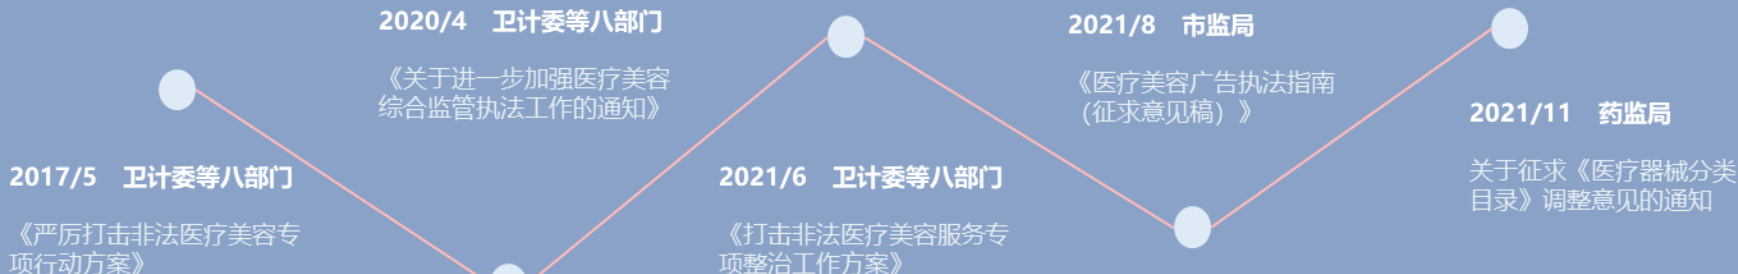 2017/5 卫计委等八部门
《严厉打击非法医疗美容专
项行动方案》
2020/4 卫计委等八部门
《关于进一步加强医疗美容
综合监管执法工作的通知》
2021/6 卫计委等八部门
《打击非法医疗美容服务专
项整治工作方案》
2021/8 市监局
《医疗美容广告执法指南
（征求意见稿）》
2021/11 药监局
关于征求《医疗器械分类
目录》调整意见的通知